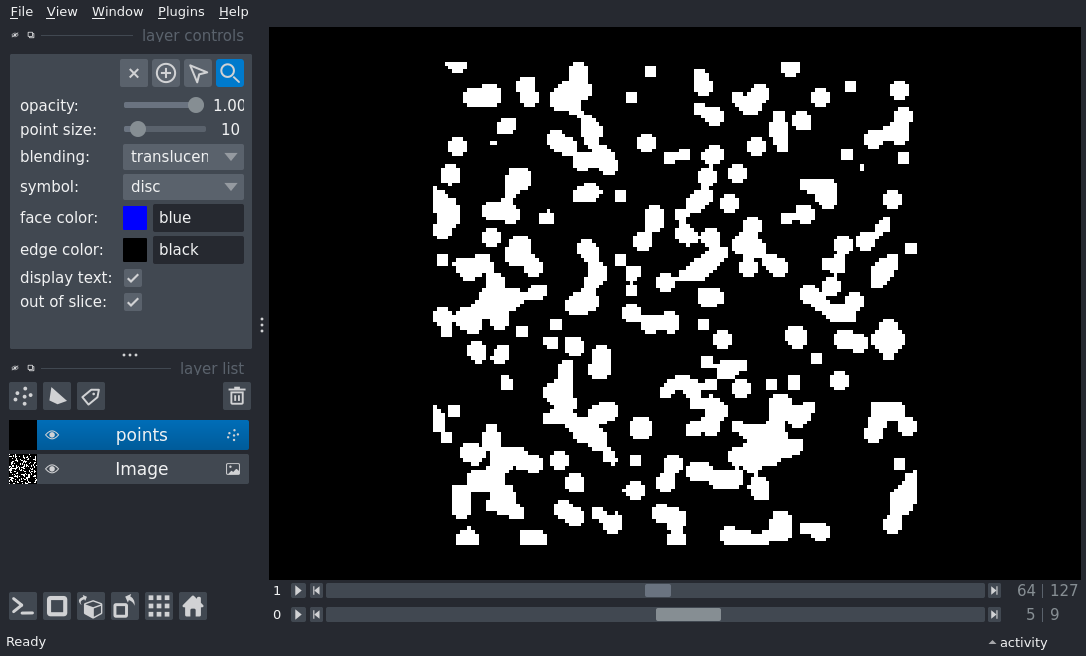 File View Window Plugins Help
layer controls
opacity: 1.00
point size: 10
blending: translucen
symbol: disc
face color: blue
edge color: black
display text:
out of slice:
layer list
points
Image
1 64 | 127
0 5 | 9
Ready activity